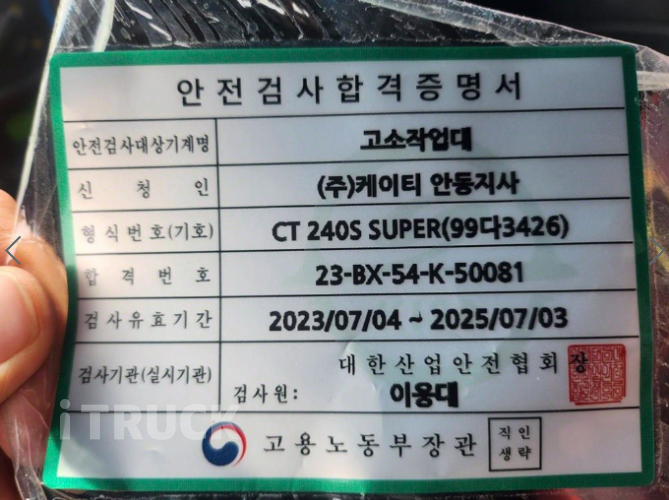 안전검사합격증명서
안전검사대상기계명 고소작업대
신청인 (주)케이티 안동지사
형식번호(기호) CT 240S SUPER(99다3426)
합격번호 23-BX-54-K-50081
검사유효기간 2023/07/04 ~ 2025/07/03
검사기관(실시기관) 대한산업안전협회장
검사원: 이용대
iTRUCK
고용노동부장관 직인
생략